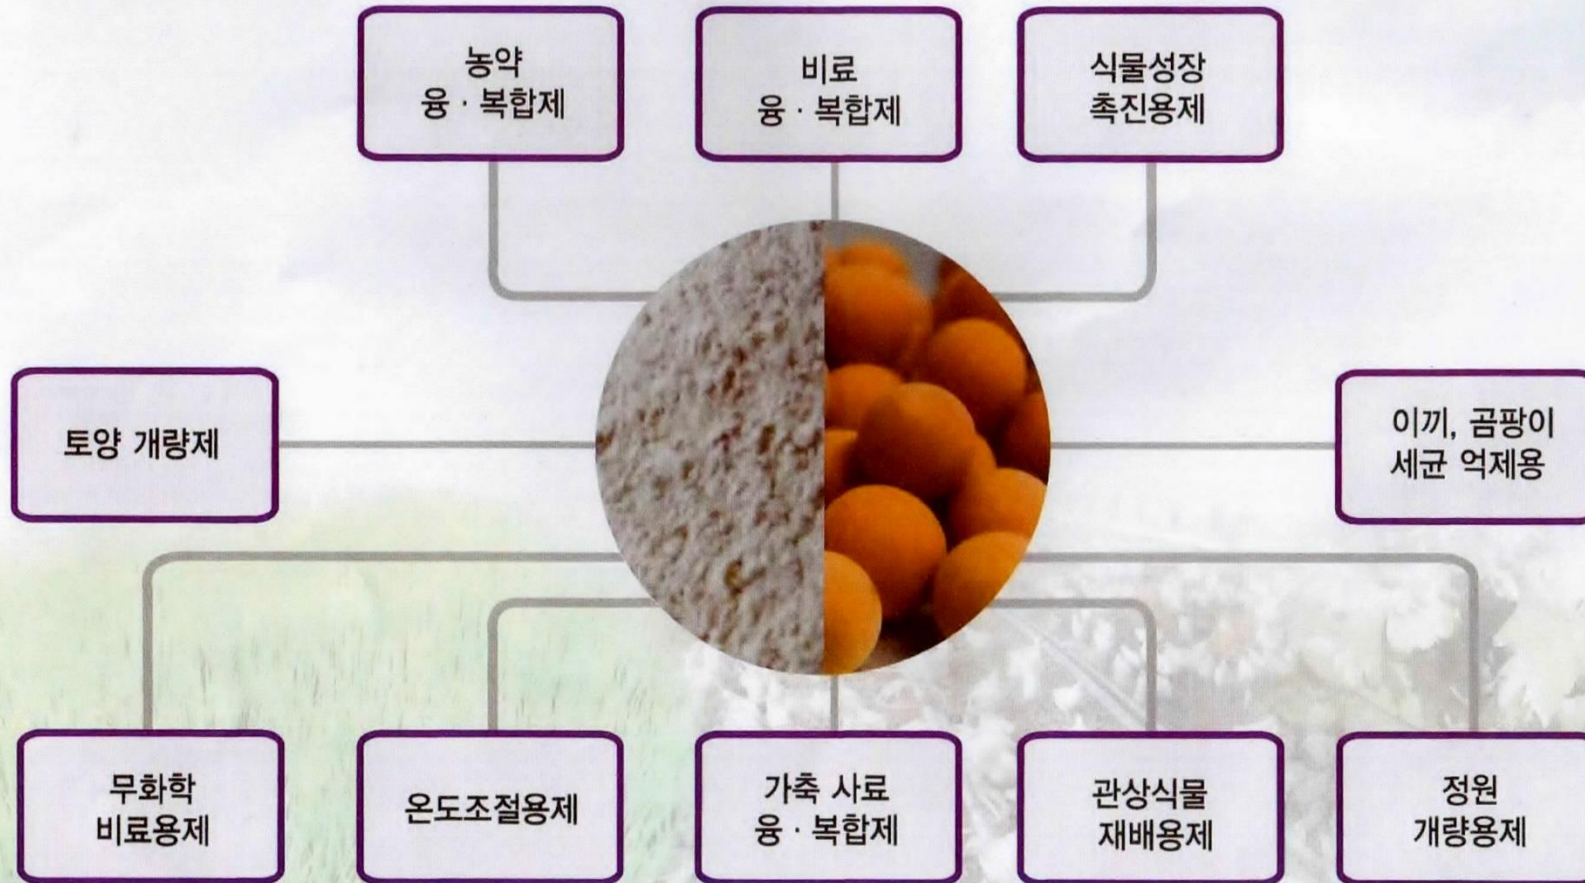 농약
융 · 복합제
비료
융 · 복합제
식물성장
촉진용제
토양 개량제
이끼, 곰팡이
세균 억제용
무화학
비료용제
온도조절용제
가축 사료
융 · 복합제
관상식물
재배용제
정원
개량용제